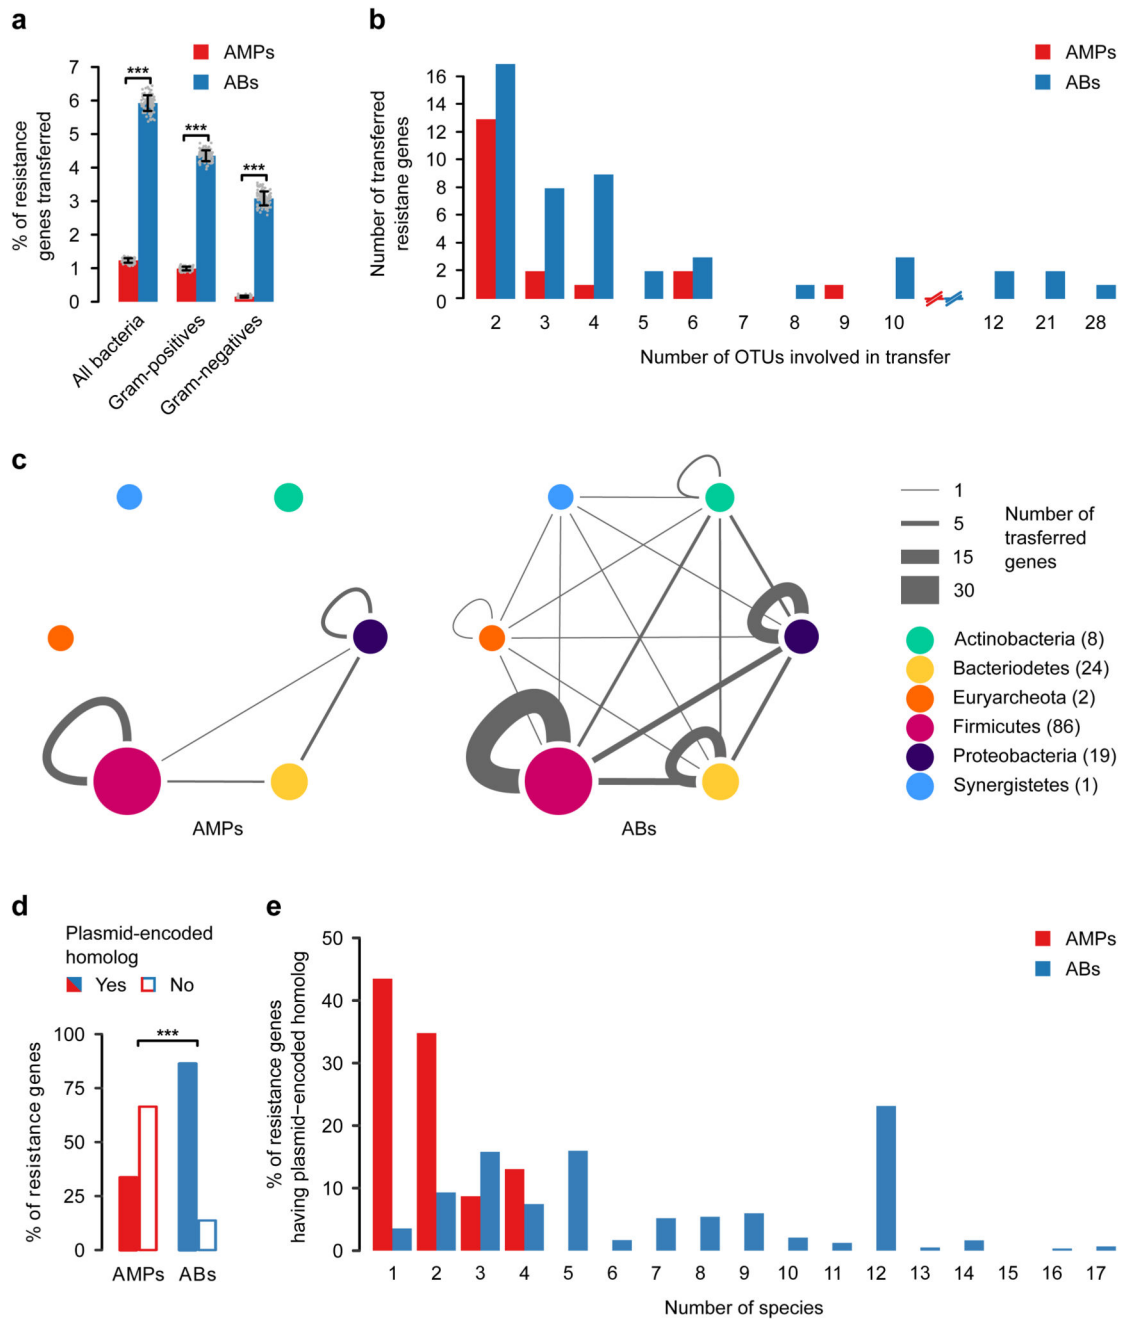 a
AMPs
ABs
% of resistance
genes transferred
7
6
5
4
3
2
1
0
***
***
***
All bacteria
Gram-positives
Gram-negatives
b
AMPs
ABs
Number of transferred
resistane genes
16
14
12
10
8
6
4
2
0
2 3 4 5 6 7 8 9 10 12 21 28
Number of OTUs involved in transfer
c
AMPs
ABs
1
5
15
30
Number of
trasferred
genes
Actinobacteria (8)
Bacteriodetes (24)
Euryarcheota (2)
Firmicutes (86)
Proteobacteria (19)
Synergistetes (1)
d
Plasmid-encoded
homolog
Yes No
% of resistance genes
100
75
50
25
0
***
AMPs ABs
e
AMPs
ABs
% of resistance genes
having plasmid−encoded homolog
50
40
30
20
10
0
1 2 3 4 5 6 7 8 9 10 11 12 13 14 15 16 17
Number of species